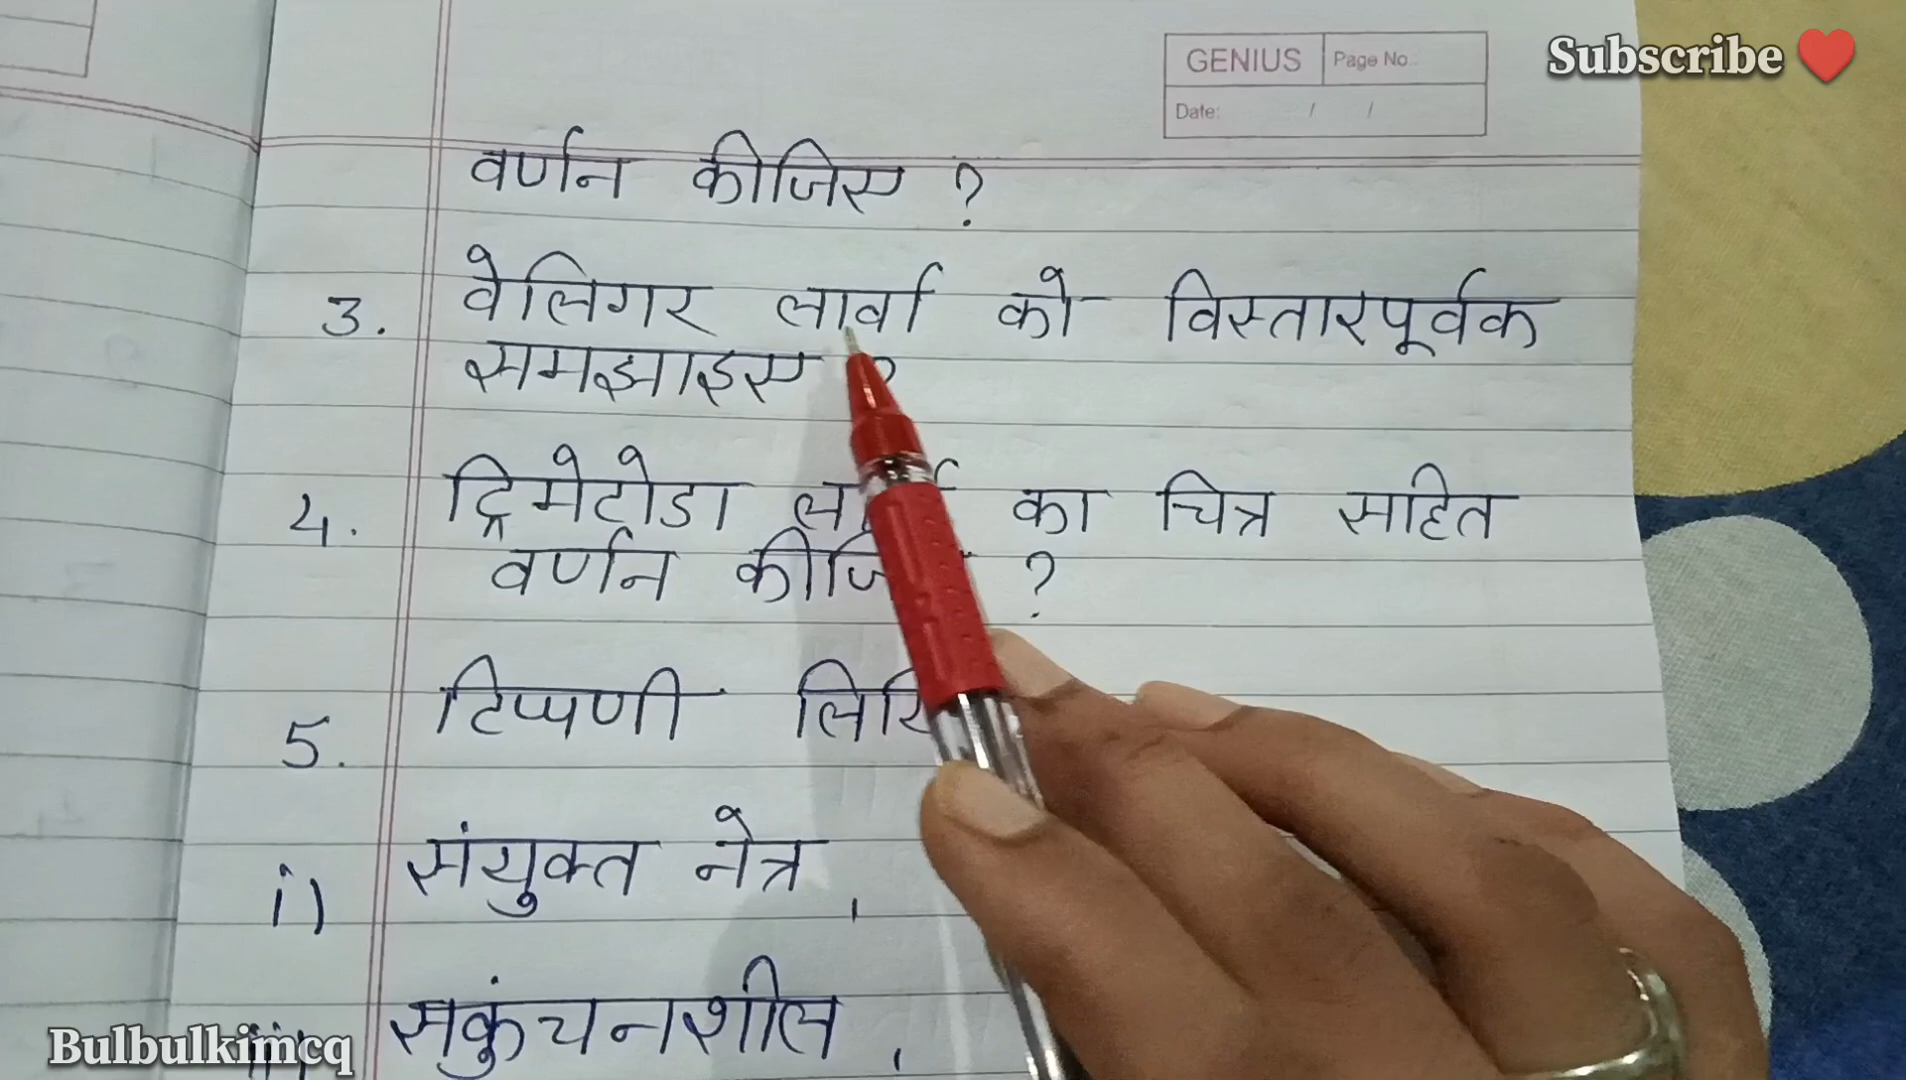 GENIUS Page No.:
Date: / /
Subscribe
वर्णन कीजिए ?
3. वेलिगर लार्वा को विस्तारपूर्वक
समझाइए
4. ट्रिमेटोडा का चित्र सहित
वर्णन ?
5. टिप्पणी
i) संयुक्त नेत्र ,
सकुंचनशील ,
Bulbulkimcq